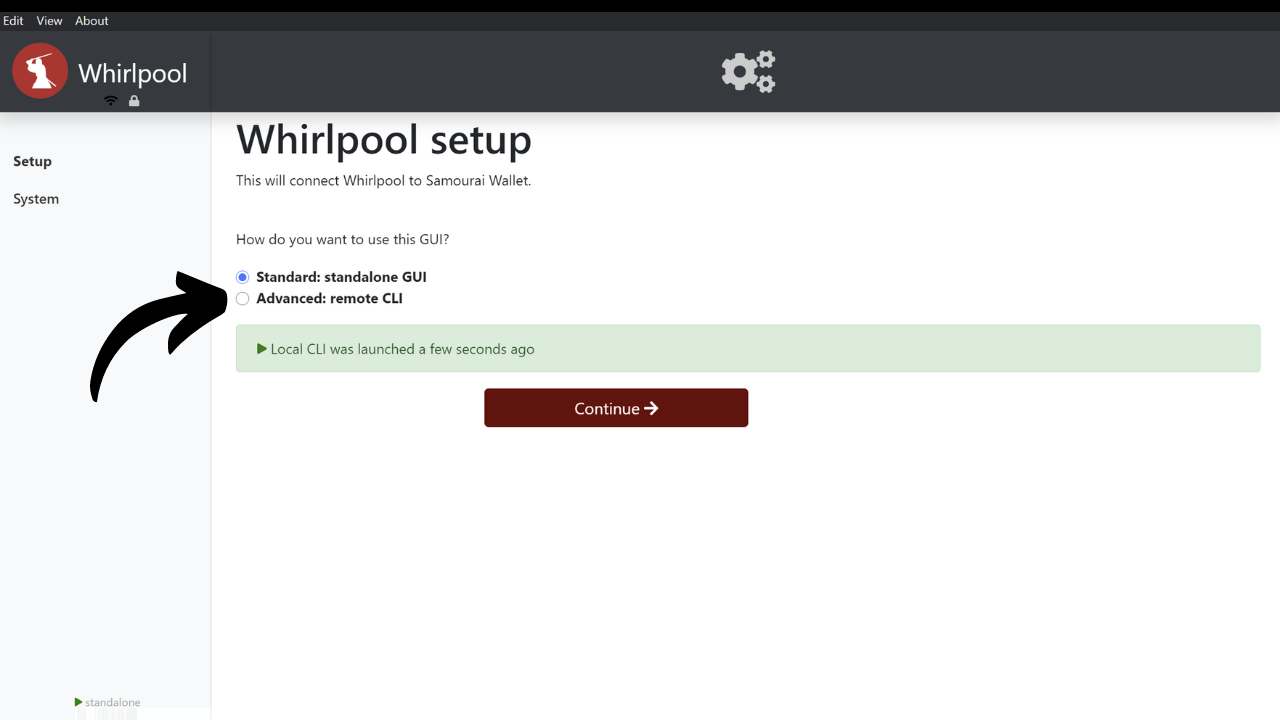 Edit View About
Whirlpool
Setup
System
Whirlpool setup
This will connect Whirlpool to Samourai Wallet.
How do you want to use this GUI?
Standard: standalone GUI
Advanced: remote CLI
Local CLI was launched a few seconds ago
Continue
standalone